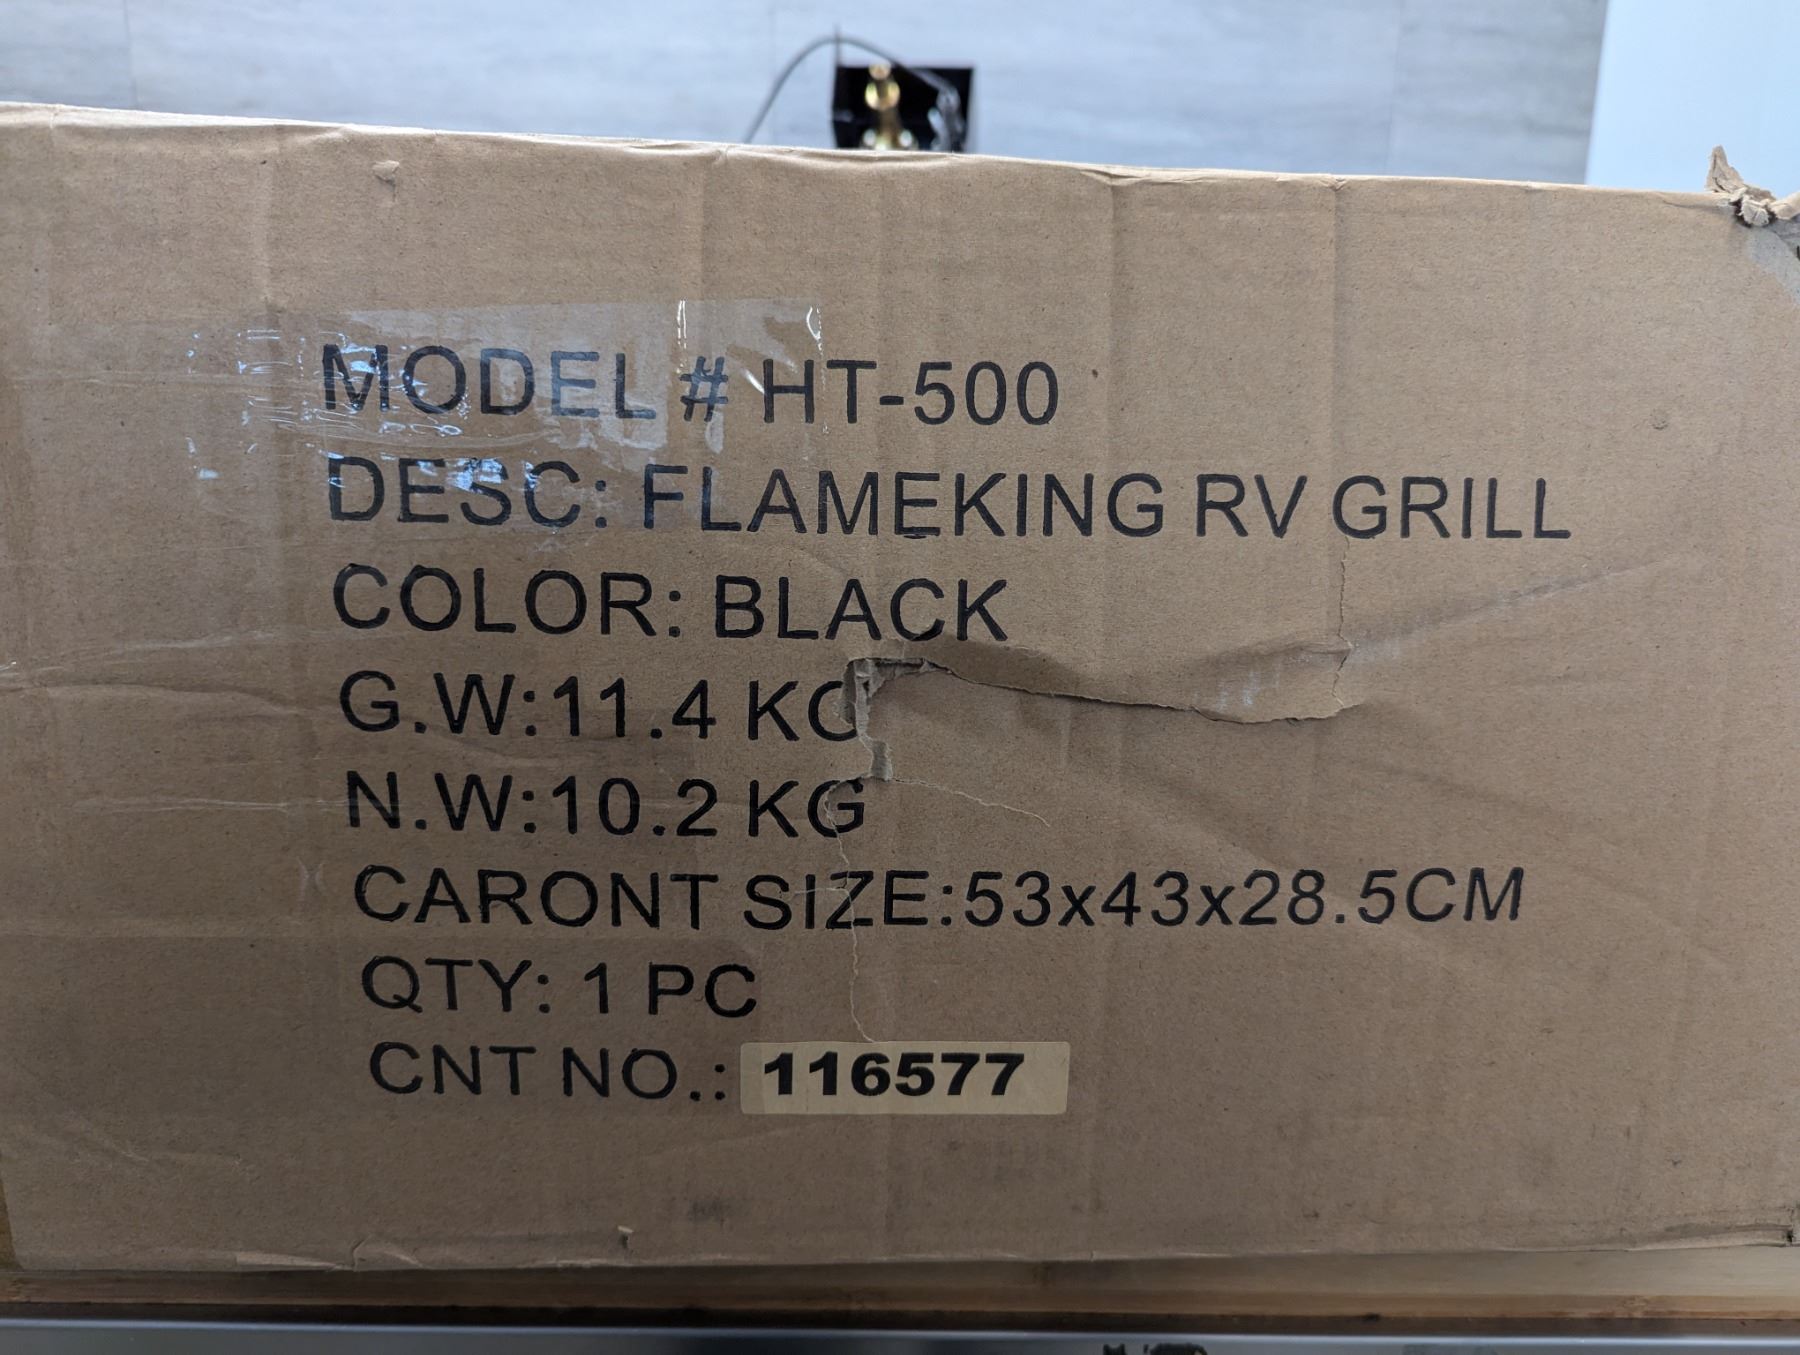 MODEL # HT-500
DESC: FLAMEKING RV GRILL
COLOR: BLACK
G.W:11.4 KG
N.W:10.2 KG
CARONT SIZE:53x43x28.5CM
QTY: 1 PC
CNT NO.: 116577